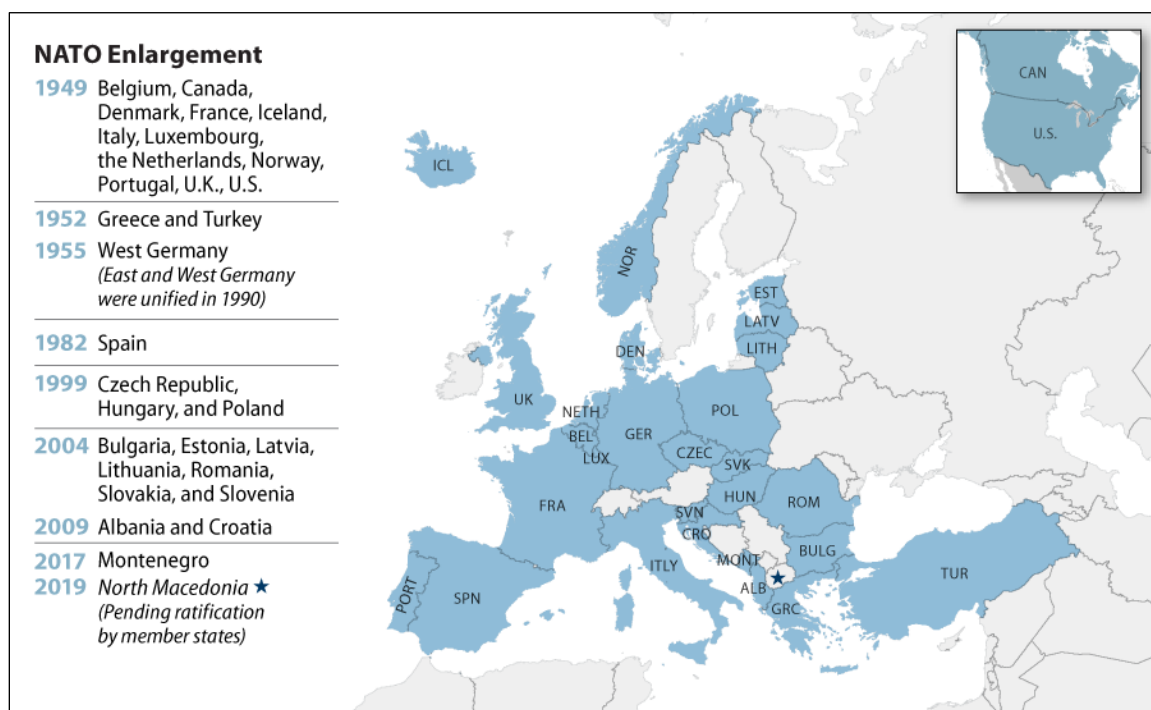 NATO Enlargement
1949 Belgium, Canada,
Denmark, France, Iceland,
Italy, Luxembourg,
the Netherlands, Norway,
Portugal, U.K., U.S.
1952 Greece and Turkey
1955 West Germany
(East and West Germany
were unified in 1990)
1982 Spain
1999 Czech Republic,
Hungary, and Poland
2004 Bulgaria, Estonia, Latvia,
Lithuania, Romania,
Slovakia, and Slovenia
2009 Albania and Croatia
2017 Montenegro
2019 North Macedonia ★
(Pending ratification
by member states)
CAN
U.S.
ICL
NOR
EST
LATV
LITH
DEN
UK
NETH
POL
BEL
GER
LUX
CZEC
SVK
FRA
HUN
ROM
SVN
CRO
BULG
MONT
ITLY
TUR
ALB
PORT
SPN
GRC